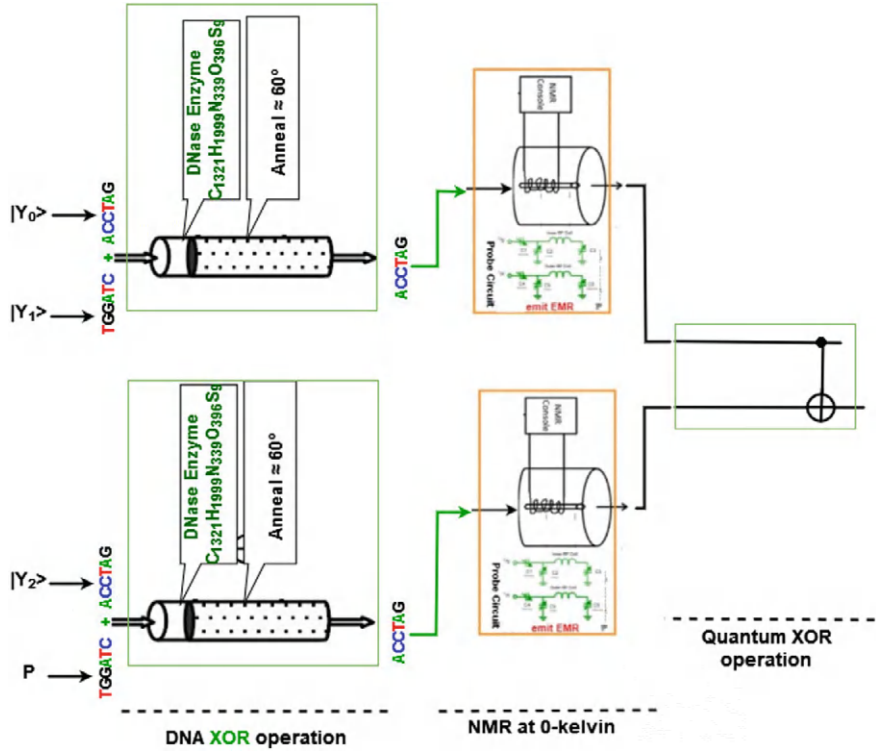 DNase Enzyme
C1321H1999N339O396S9
Anneal ≈ 60°
NMR
Console
|Y₀>
TGGATC + ACCTAG
|Y₁>
ACCTAG
Probe Circuit
emit EMR
DNase Enzyme
C1321H1999N339O396S9
Anneal ≈ 60°
NMR
Console
|Y₂>
TGGATC + ACCTAG
P
ACCTAG
Probe Circuit
emit EMR
Quantum XOR
operation
DNA XOR operation
NMR at 0-kelvin